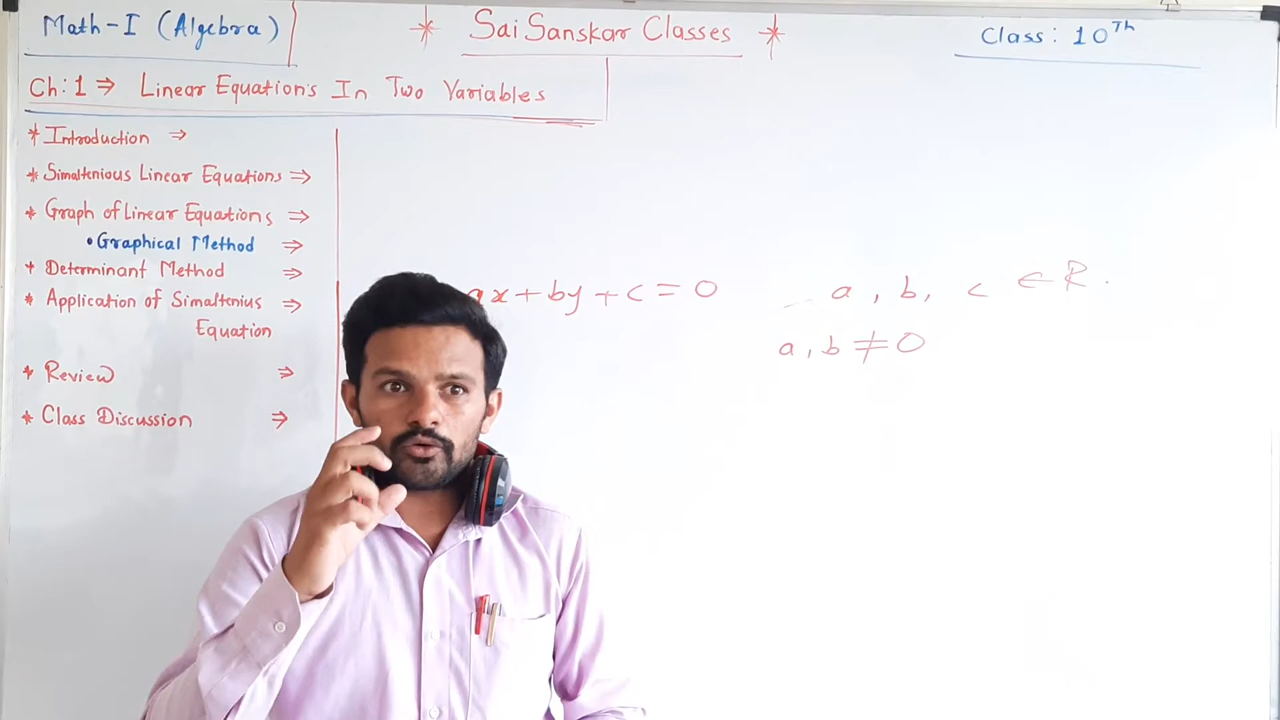 Math-I (Algebra)
* Sai Sanskar Classes *
Class: 10Th
Ch:1 ⇒ Linear Equations In Two Variables
* Introduction ⇒
* Simaltenious Linear Equations ⇒
* Graph of Linear Equations ⇒
• Graphical Method ⇒
* Determinant Method ⇒
* Application of Simaltenius ⇒
Equation
* Review ⇒
* Class Discussion ⇒
ax + by + c = 0
a , b, c ∈ R.
a , b ≠ 0